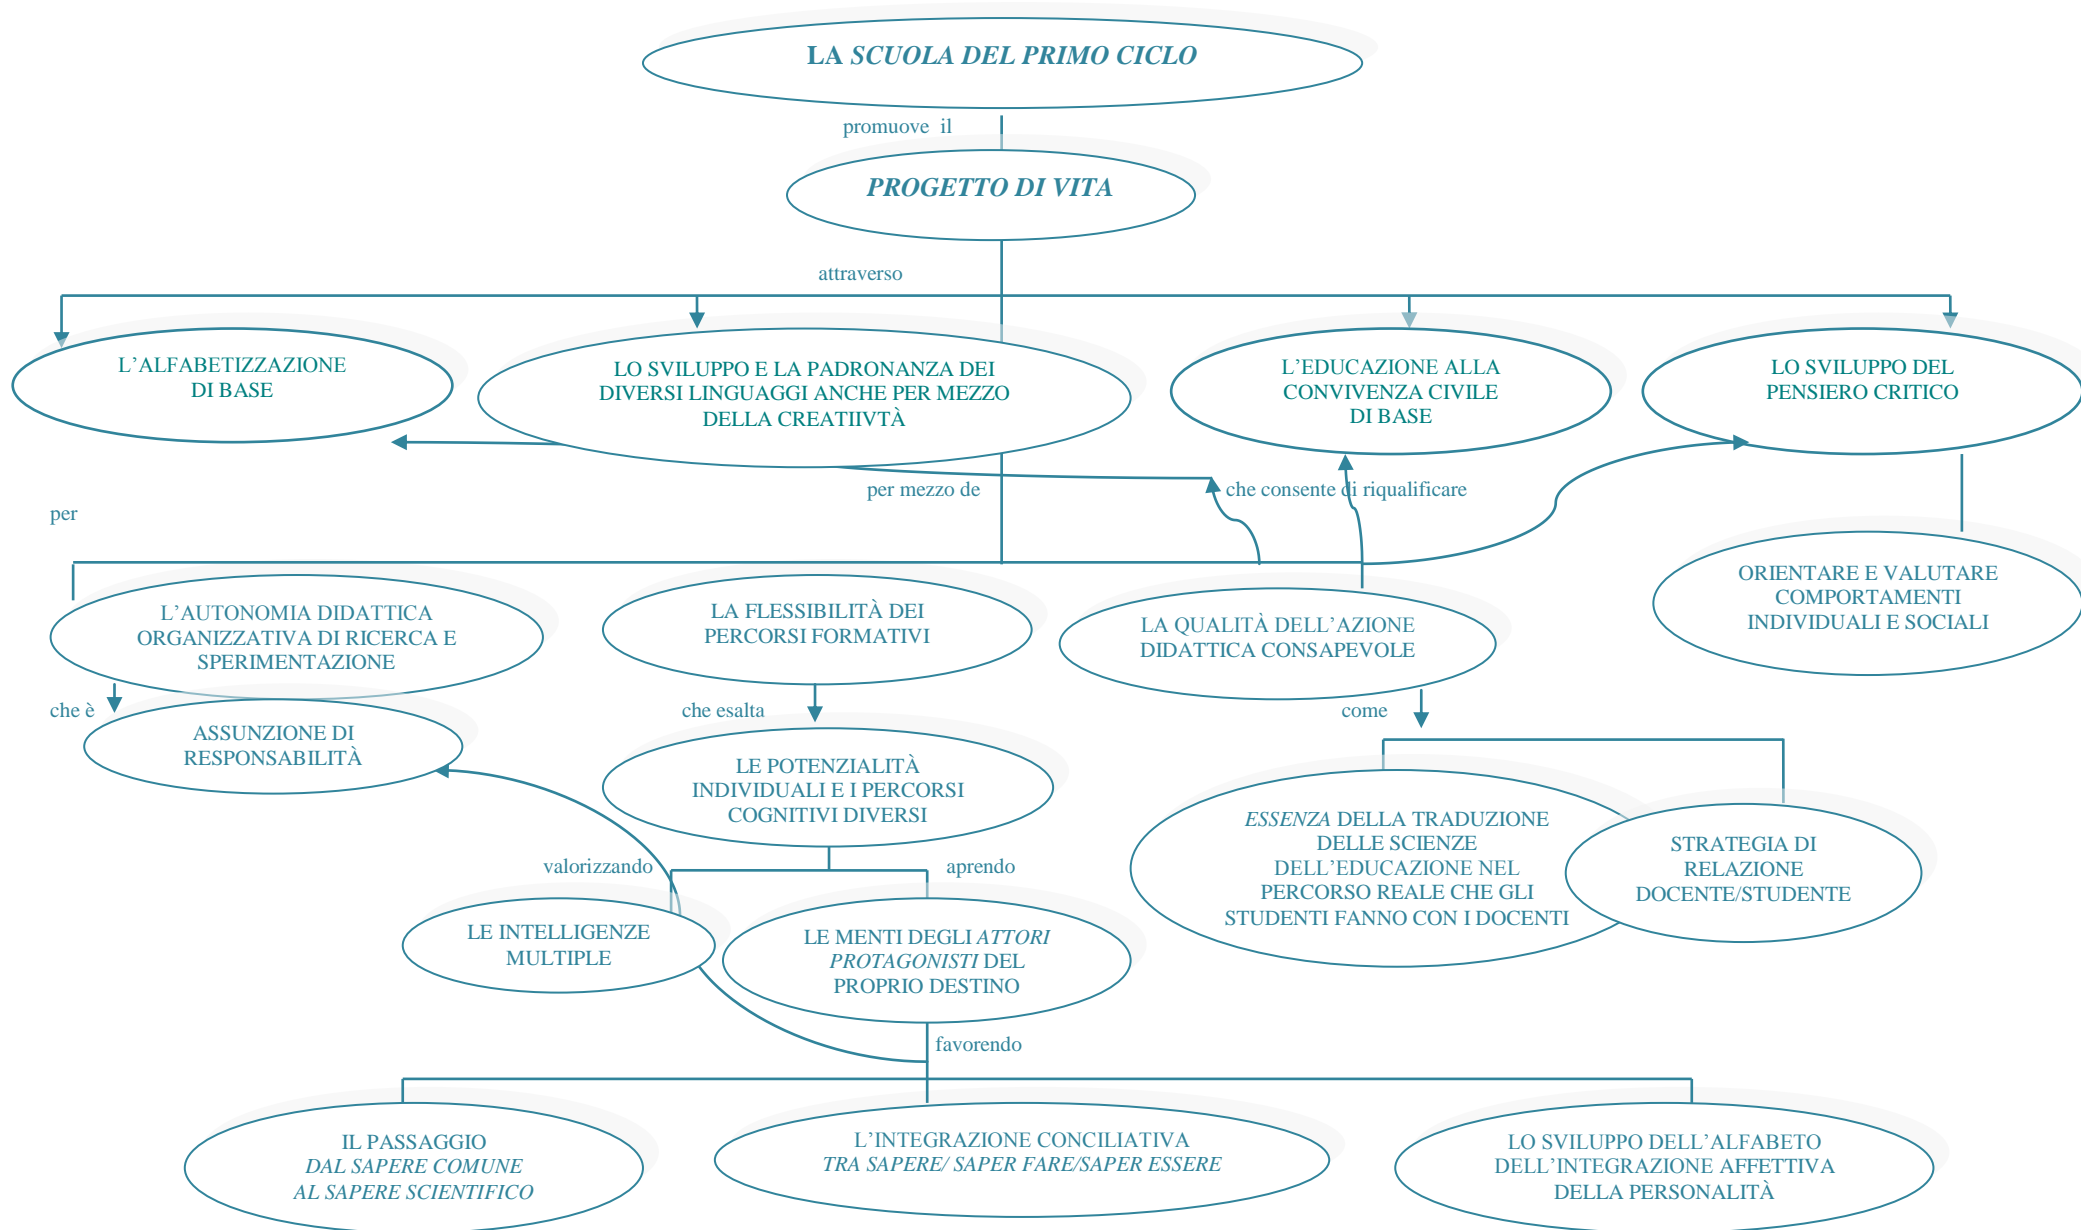 LA SCUOLA DEL PRIMO CICLO
promuove il
PROGETTO DI VITA
attraverso
L'ALFABETIZZAZIONE
DI BASE
LO SVILUPPO E LA PADRONANZA DEI
DIVERSI LINGUAGGI ANCHE PER MEZZO
DELLA CREATIIVTÀ
L'EDUCAZIONE ALLA
CONVIVENZA CIVILE
DI BASE
LO SVILUPPO DEL
PENSIERO CRITICO
per mezzo de
che consente di riqualificare
per
L'AUTONOMIA DIDATTICA
ORGANIZZATIVA DI RICERCA E
SPERIMENTAZIONE
LA FLESSIBILITÀ DEI
PERCORSI FORMATIVI
LA QUALITÀ DELL'AZIONE
DIDATTICA CONSAPEVOLE
ORIENTARE E VALUTARE
COMPORTAMENTI
INDIVIDUALI E SOCIALI
che è
ASSUNZIONE DI
RESPONSABILITÀ
che esalta
LE POTENZIALITÀ
INDIVIDUALI E I PERCORSI
COGNITIVI DIVERSI
come
ESSENZA DELLA TRADUZIONE
DELLE SCIENZE
DELL'EDUCAZIONE NEL
PERCORSO REALE CHE GLI
STUDENTI FANNO CON I DOCENTI
STRATEGIA DI
RELAZIONE
DOCENTE/STUDENTE
valorizzando
aprendo
LE INTELLIGENZE
MULTIPLE
LE MENTI DEGLI ATTORI
PROTAGONISTI DEL
PROPRIO DESTINO
favorendo
IL PASSAGGIO
DAL SAPERE COMUNE
AL SAPERE SCIENTIFICO
L'INTEGRAZIONE CONCILIATIVA
TRA SAPERE/ SAPER FARE/SAPER ESSERE
LO SVILUPPO DELL'ALFABETO
DELL'INTEGRAZIONE AFFETTIVA
DELLA PERSONALITÀ